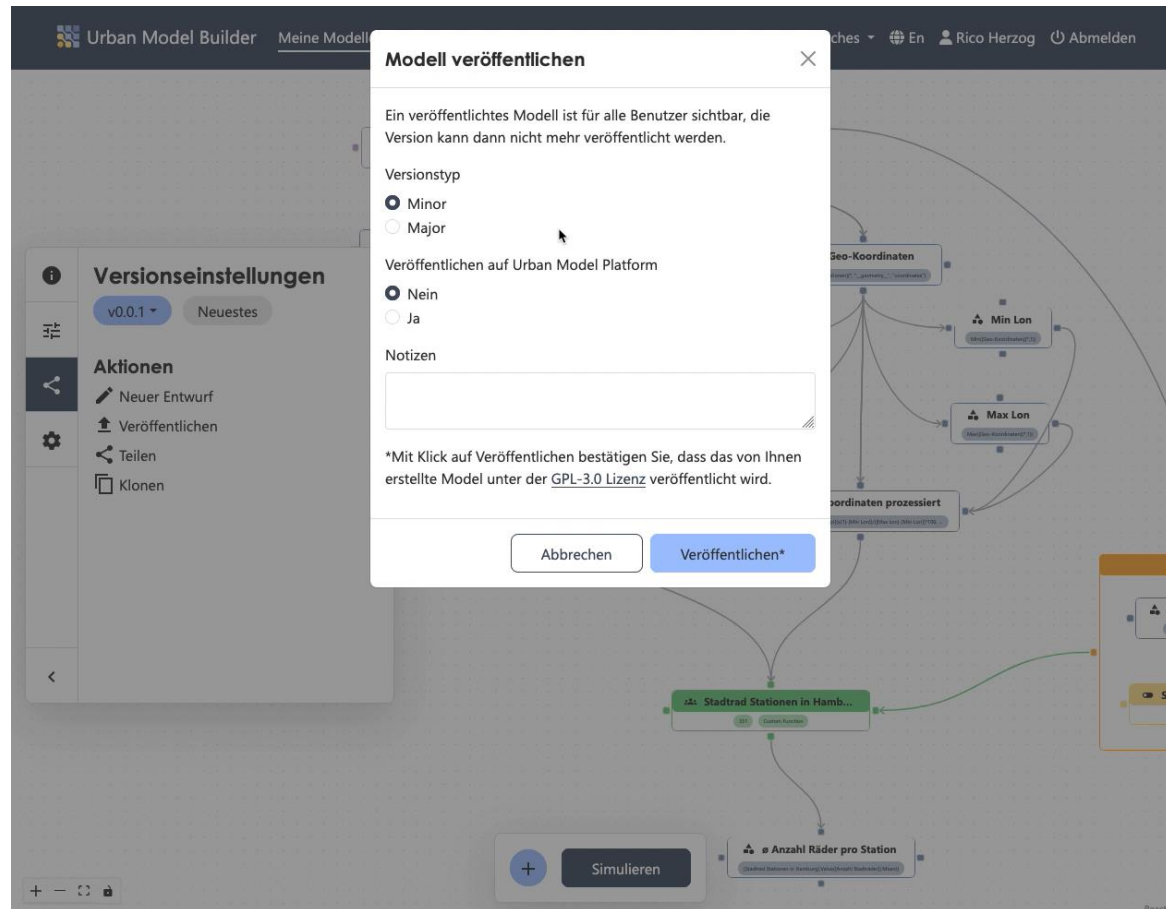 Urban Model Builder
Meine Modell
ches
En
Rico Herzog
Abmelden
Modell veröffentlichen
Ein veröffentlichtes Modell ist für alle Benutzer sichtbar, die
Version kann dann nicht mehr veröffentlicht werden.
Versionstyp
Minor
Major
Veröffentlichen auf Urban Model Platform
Nein
Ja
Notizen
*Mit Klick auf Veröffentlichen bestätigen Sie, dass das von Ihnen
erstellte Model unter der GPL-3.0 Lizenz veröffentlicht wird.
Abbrechen
Veröffentlichen*
Versionseinstellungen
v0.0.1
Neuestes
Aktionen
Neuer Entwurf
Veröffentlichen
Teilen
Klonen
Geo-Koordinaten
Min Lon
Max Lon
oordinaten prozessiert
Stadtrad Stationen in Hamb...
Custom Function
ø Anzahl Räder pro Station
Simulieren